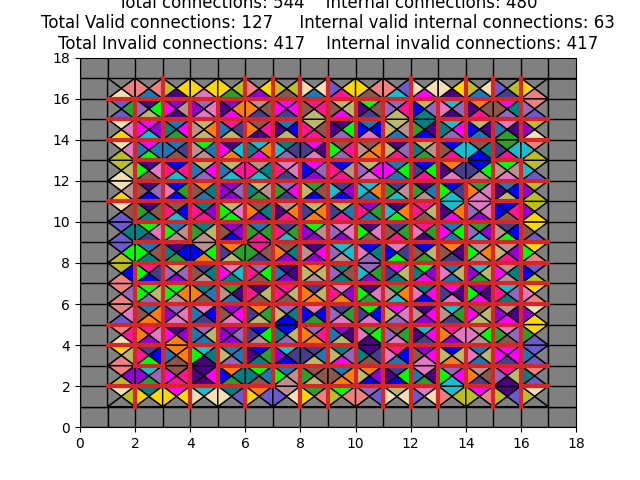 Total connections: 544    Internal connections: 480
Total Valid connections: 127    Internal valid internal connections: 63
Total Invalid connections: 417    Internal invalid connections: 417
18
16
14
12
10
8
6
4
2
0
0 2 4 6 8 10 12 14 16 18